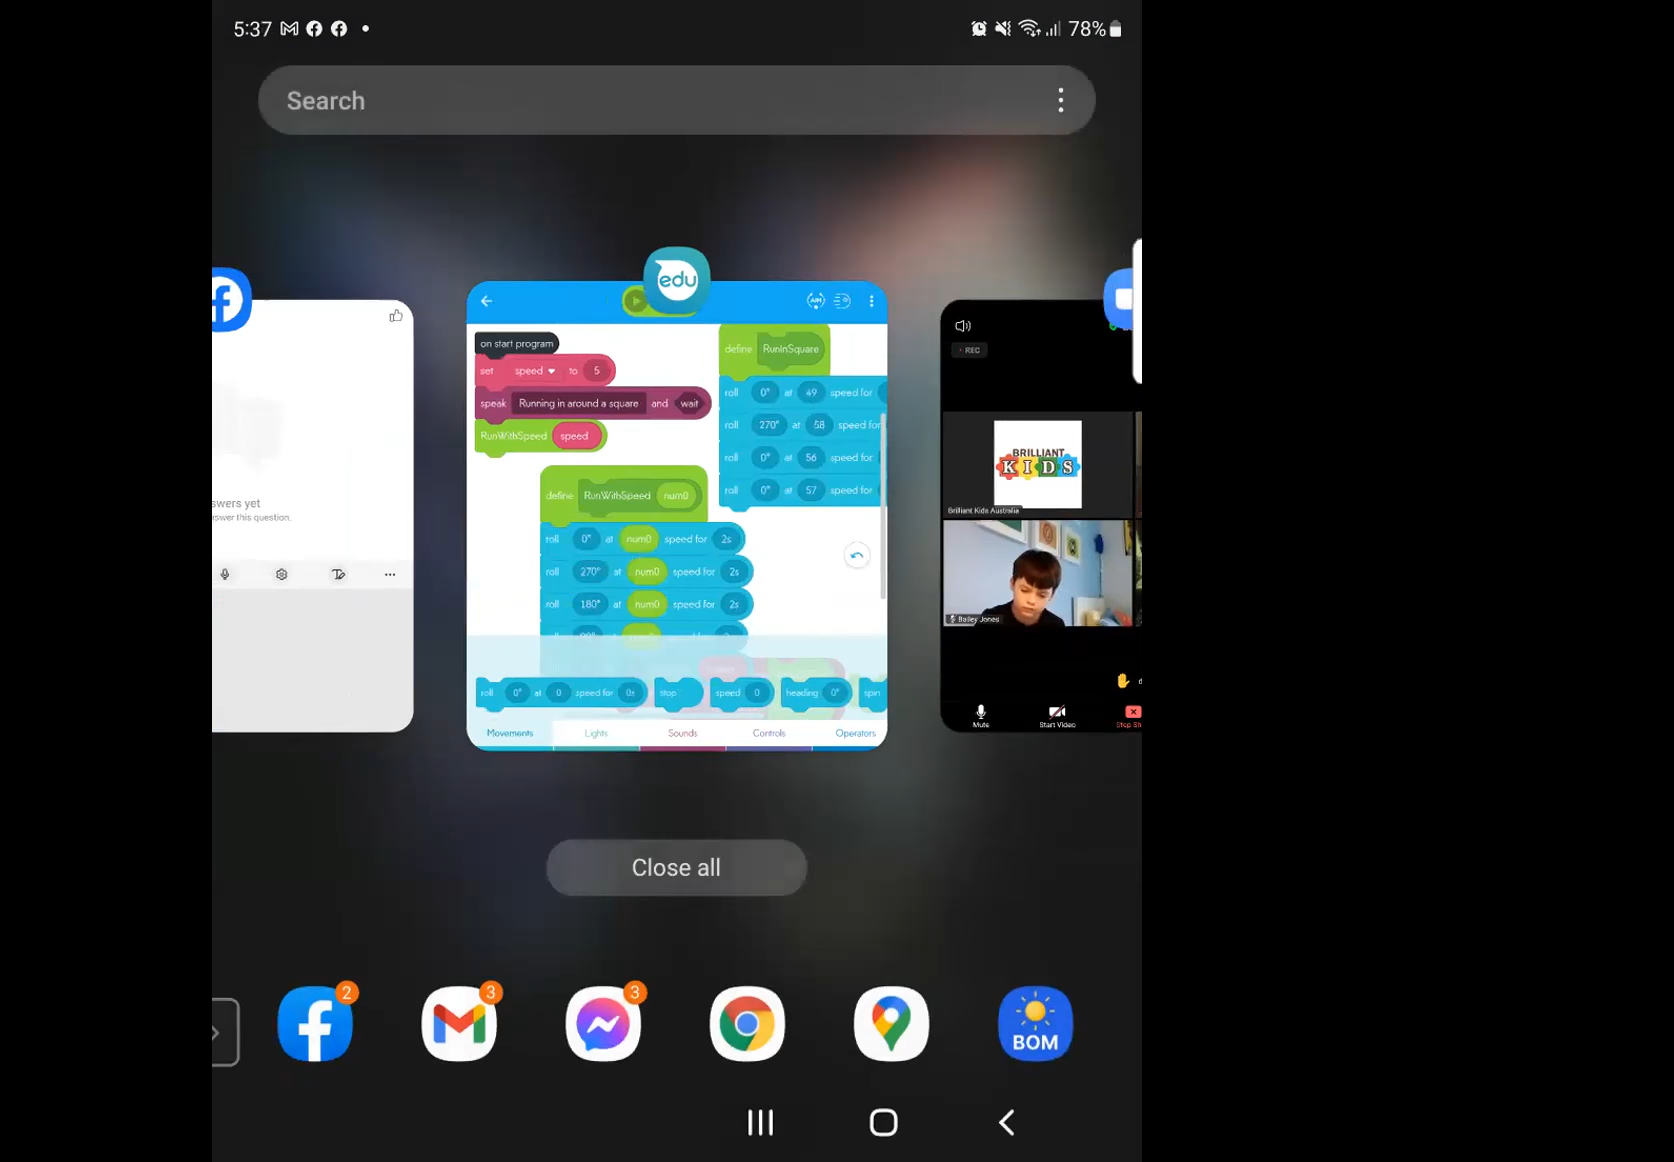 5:37
78%
Search
edu
on start program
set speed to 5
speak Running in around a square and wait
RunWithSpeed speed
define RunInSquare
roll 0° at 49 speed for
roll 270° at 58 speed for
roll 0° at 56 speed for
roll 0° at 57 speed for
define RunWithSpeed num0
roll 0° at num0 speed for 2s
roll 270° at num0 speed for 2s
roll 180° at num0 speed for 2s
roll 0° at 0 speed for 0s stop speed 0 heading 0° spin
Movements Lights Sounds Controls Operators
swers yet
swer this question.
REC
BRILLIANT
KIDS
Brilliant Kids Australia
Bailey Jones
Mute Start Video Stop Sh
Close all
2
3
3
BOM